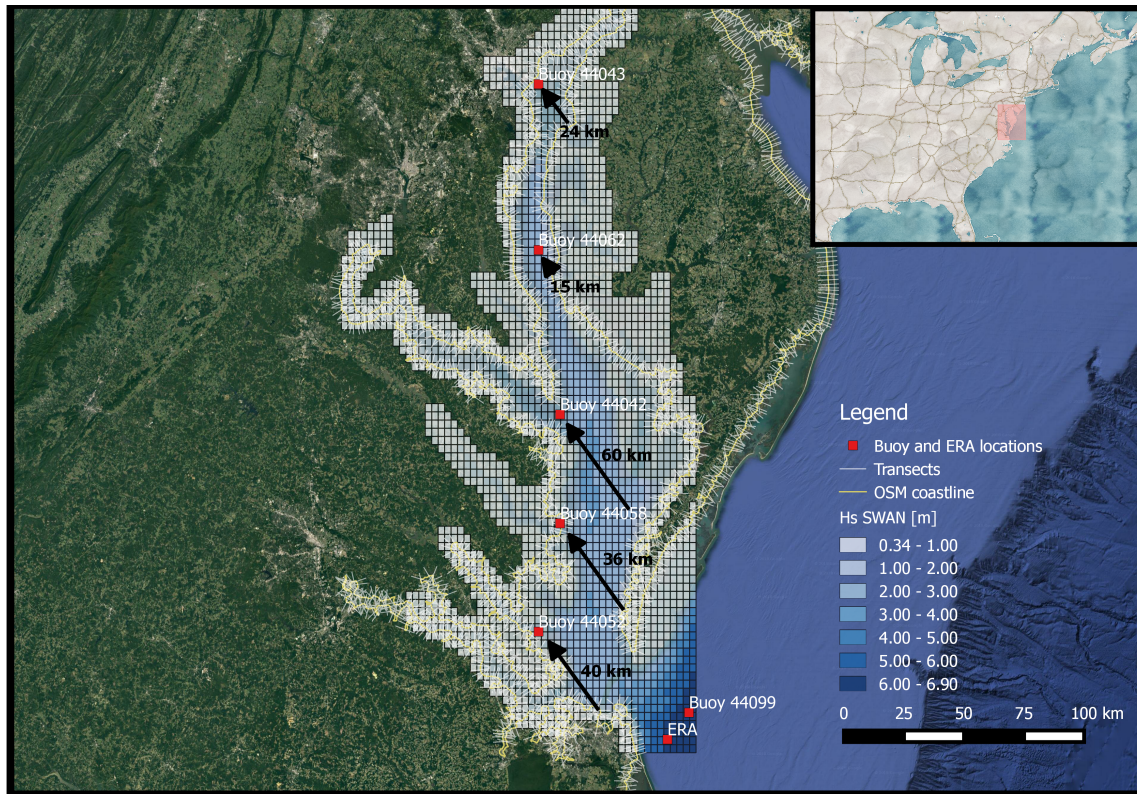 Buoy 44043
24 km
Buoy 44062
15 km
Buoy 44042
60 km
Buoy 44058
36 km
Buoy 44052
40 km
Buoy 44099
ERA
Legend
Buoy and ERA locations
Transects
OSM coastline
Hs SWAN [m]
0.34 - 1.00
1.00 - 2.00
2.00 - 3.00
3.00 - 4.00
4.00 - 5.00
5.00 - 6.00
6.00 - 6.90
0 25 50 75 100 km